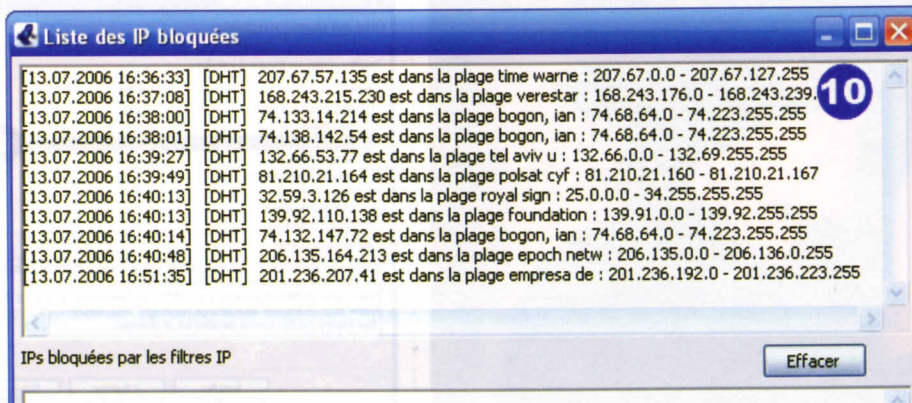 Liste des IP bloquées
[13.07.2006 16:36:33] [DHT] 207.67.57.135 est dans la plage time warne : 207.67.0.0 - 207.67.127.255
[13.07.2006 16:37:08] [DHT] 168.243.215.230 est dans la plage verestar : 168.243.176.0 - 168.243.239.
10
[13.07.2006 16:38:00] [DHT] 74.133.14.214 est dans la plage bogon, ian : 74.68.64.0 - 74.223.255.255
[13.07.2006 16:38:01] [DHT] 74.138.142.54 est dans la plage bogon, ian : 74.68.64.0 - 74.223.255.255
[13.07.2006 16:39:27] [DHT] 132.66.53.77 est dans la plage tel aviv u : 132.66.0.0 - 132.69.255.255
[13.07.2006 16:39:49] [DHT] 81.210.21.164 est dans la plage polsat cyf : 81.210.21.160 - 81.210.21.167
[13.07.2006 16:40:13] [DHT] 32.59.3.126 est dans la plage royal sign : 25.0.0.0 - 34.255.255.255
[13.07.2006 16:40:13] [DHT] 139.92.110.138 est dans la plage foundation : 139.91.0.0 - 139.92.255.255
[13.07.2006 16:40:14] [DHT] 74.132.147.72 est dans la plage bogon, ian : 74.68.64.0 - 74.223.255.255
[13.07.2006 16:40:48] [DHT] 206.135.164.213 est dans la plage epoch netw : 206.135.0.0 - 206.136.0.255
[13.07.2006 16:51:35] [DHT] 201.236.207.41 est dans la plage empresa de : 201.236.192.0 - 201.236.223.255
IPs bloquées par les filtres IP
Effacer